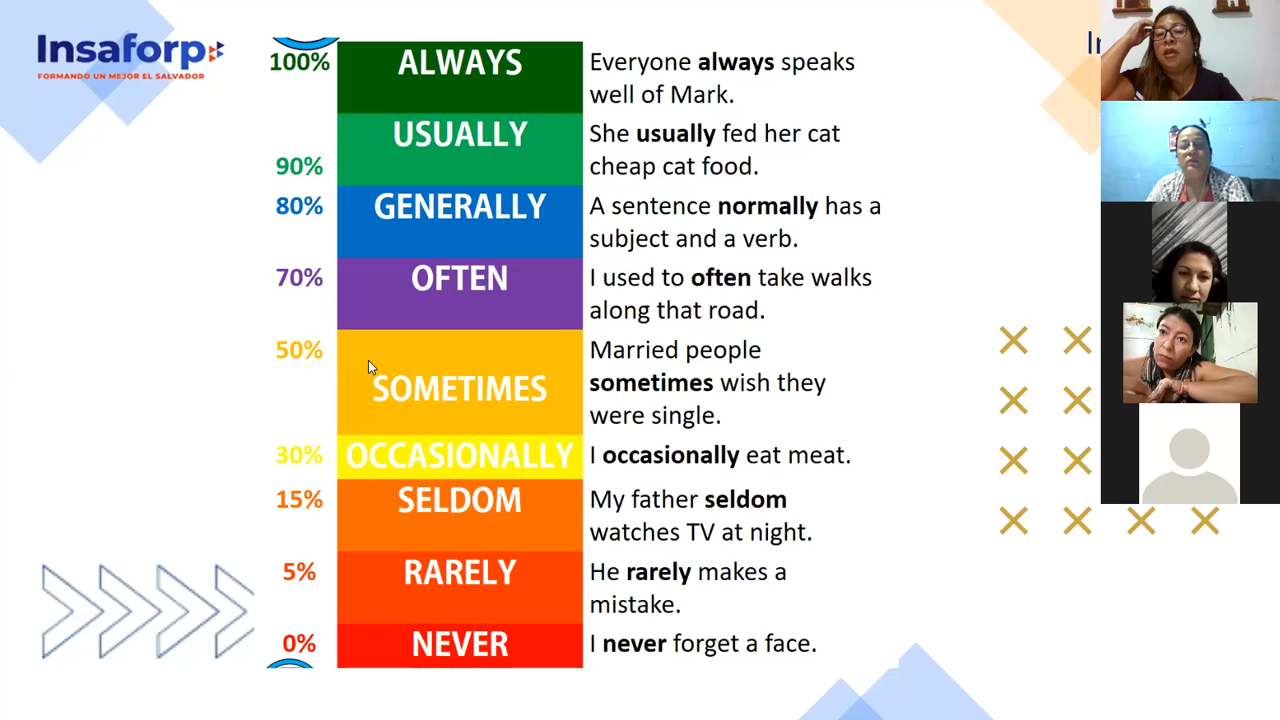 Insaforp
FORMANDO UN MEJOR EL SALVADOR
100%
ALWAYS
Everyone always speaks
well of Mark.
90%
USUALLY
She usually fed her cat
cheap cat food.
80%
GENERALLY
A sentence normally has a
subject and a verb.
70%
OFTEN
I used to often take walks
along that road.
50%
SOMETIMES
Married people
sometimes wish they
were single.
30%
OCCASIONALLY
I occasionally eat meat.
15%
SELDOM
My father seldom
watches TV at night.
5%
RARELY
He rarely makes a
mistake.
0%
NEVER
I never forget a face.